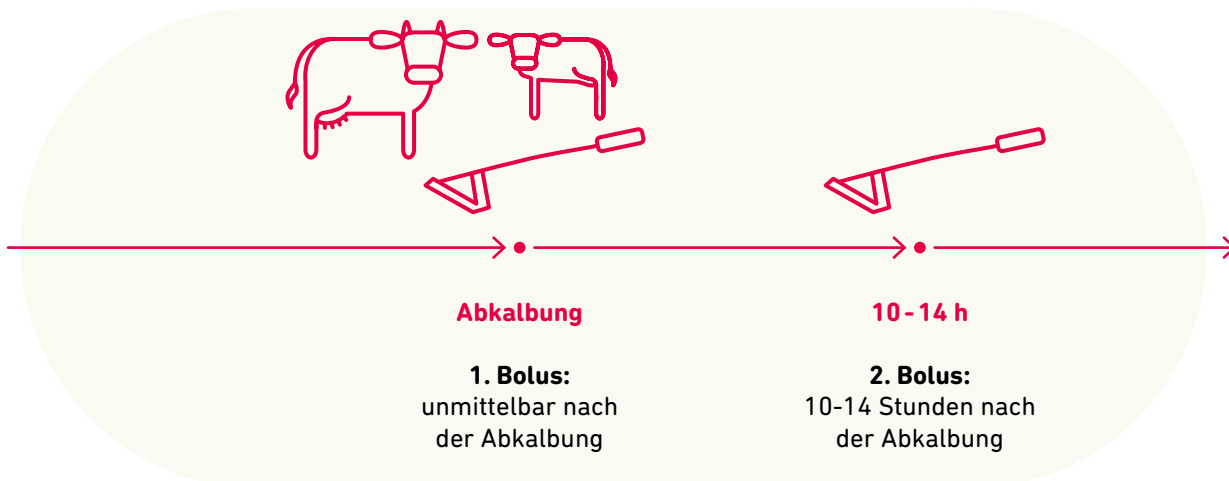 Abkalbung
1. Bolus:
unmittelbar nach
der Abkalbung
10-14 h
2. Bolus:
10-14 Stunden nach
der Abkalbung